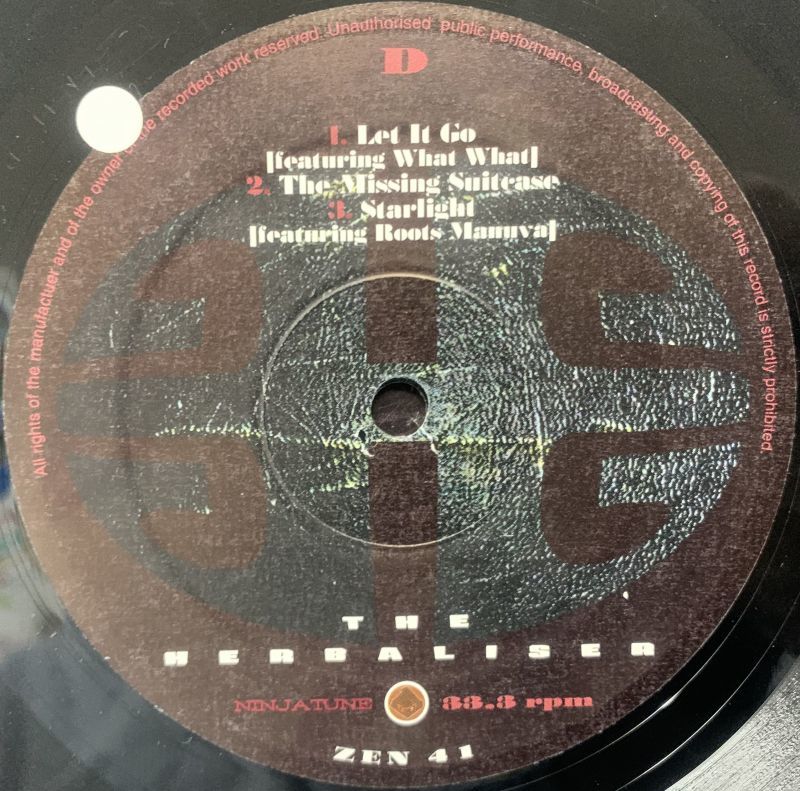 All rights of the manufactuer and of the owner of the recorded work reserved. Unauthorised public performance, broadcasting and copying of this record is strictly prohibited.
D
1. Let It Go
[featuring What What]
2. The Missing Suitcase
3. Starlight
[featuring Roots Manuva]
THE
HERBALISER
NINJATUNE 33.3 rpm
ZEN 41